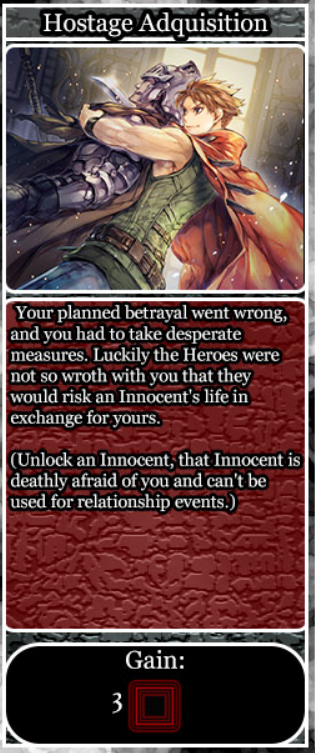 Hostage Adquisition
Your planned betrayal went wrong,
and you had to take desperate
measures. Luckily the Heroes were
not so wroth with you that they
would risk an Innocent's life in
exchange for yours.
(Unlock an Innocent, that Innocent is
deathly afraid of you and can't be
used for relationship events.)
Gain:
3